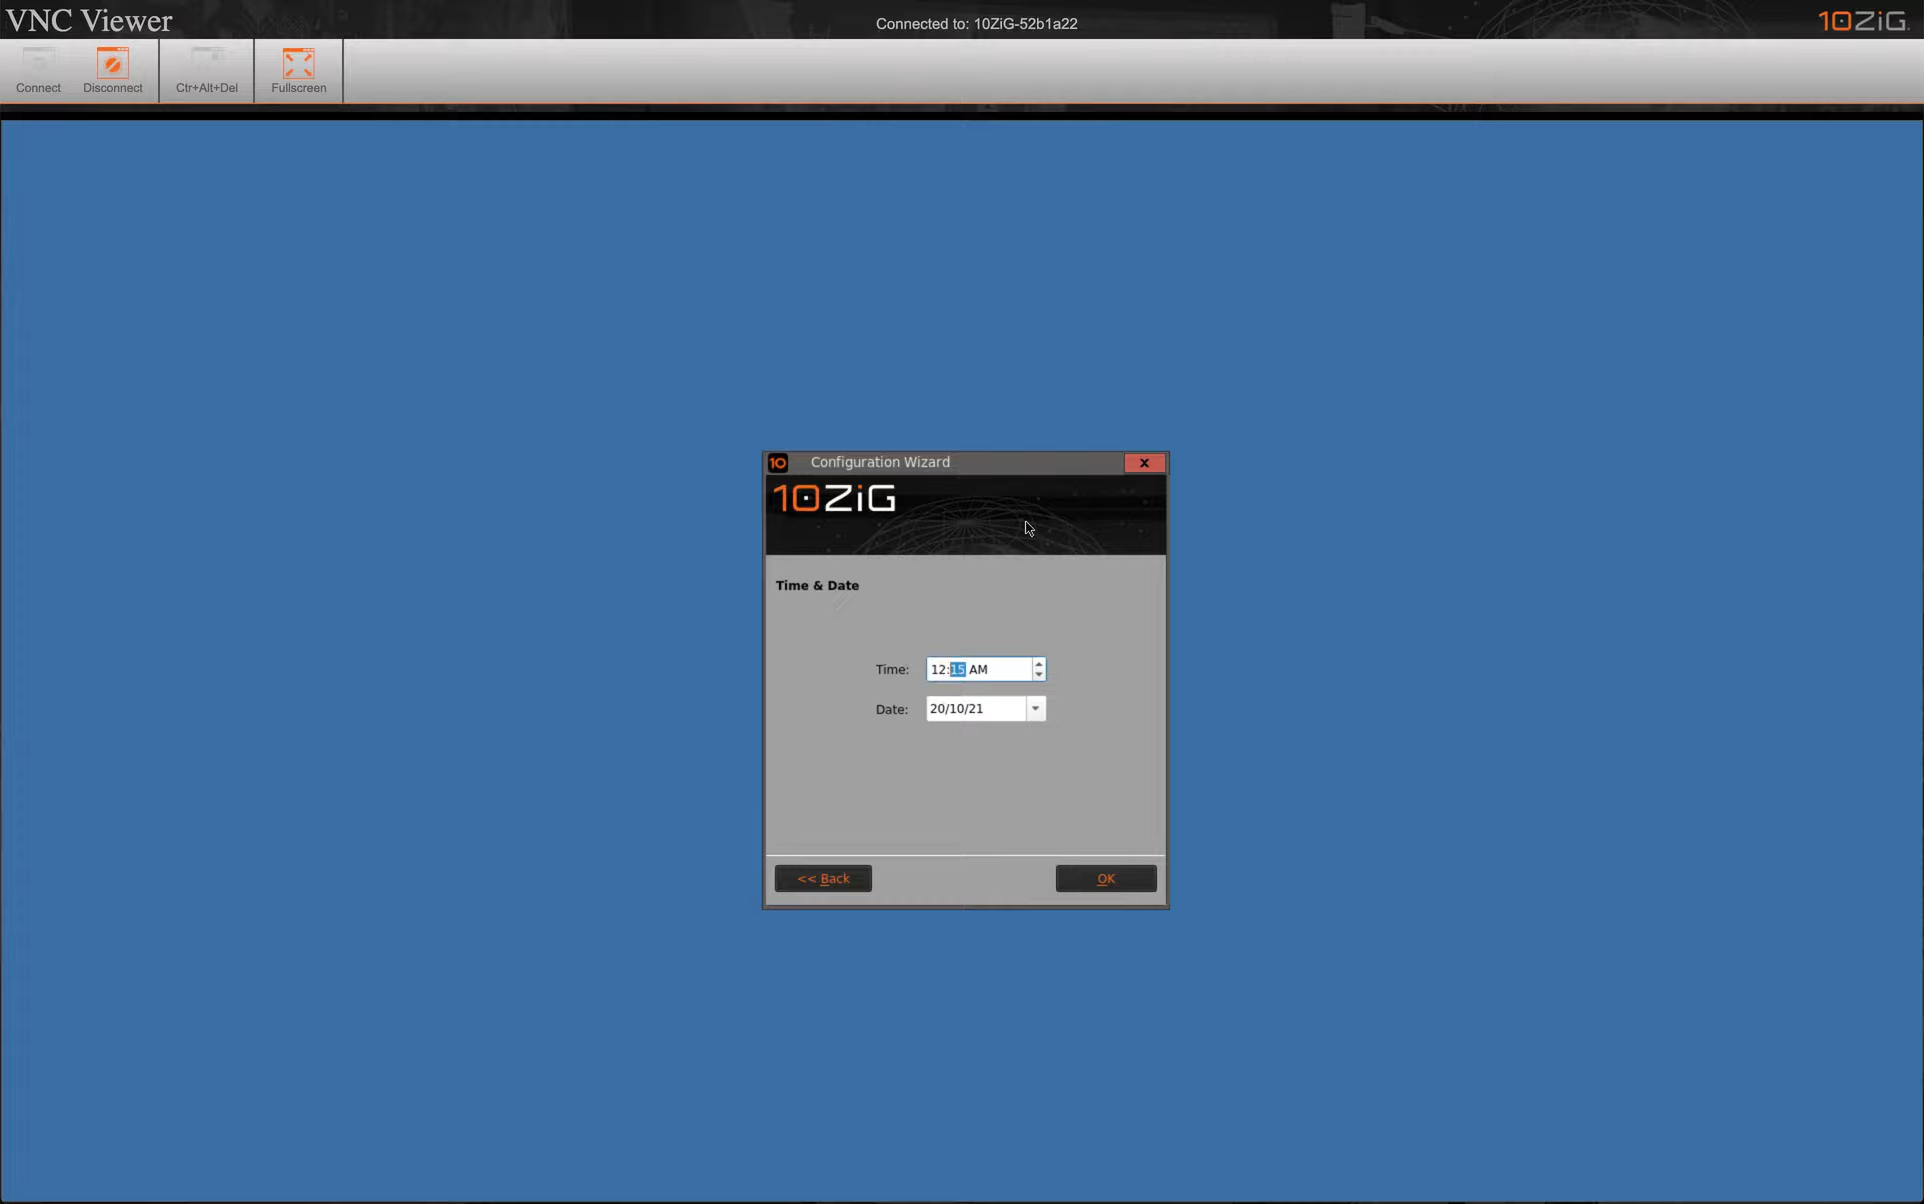 VNC Viewer
Connected to: 10ZiG-52b1a22
10ZiG
Connect
Disconnect
Ctr+Alt+Del
Fullscreen
10
Configuration Wizard
x
10ZiG
Time & Date
Time: 12:15 AM
Date: 20/10/21
<< Back
OK